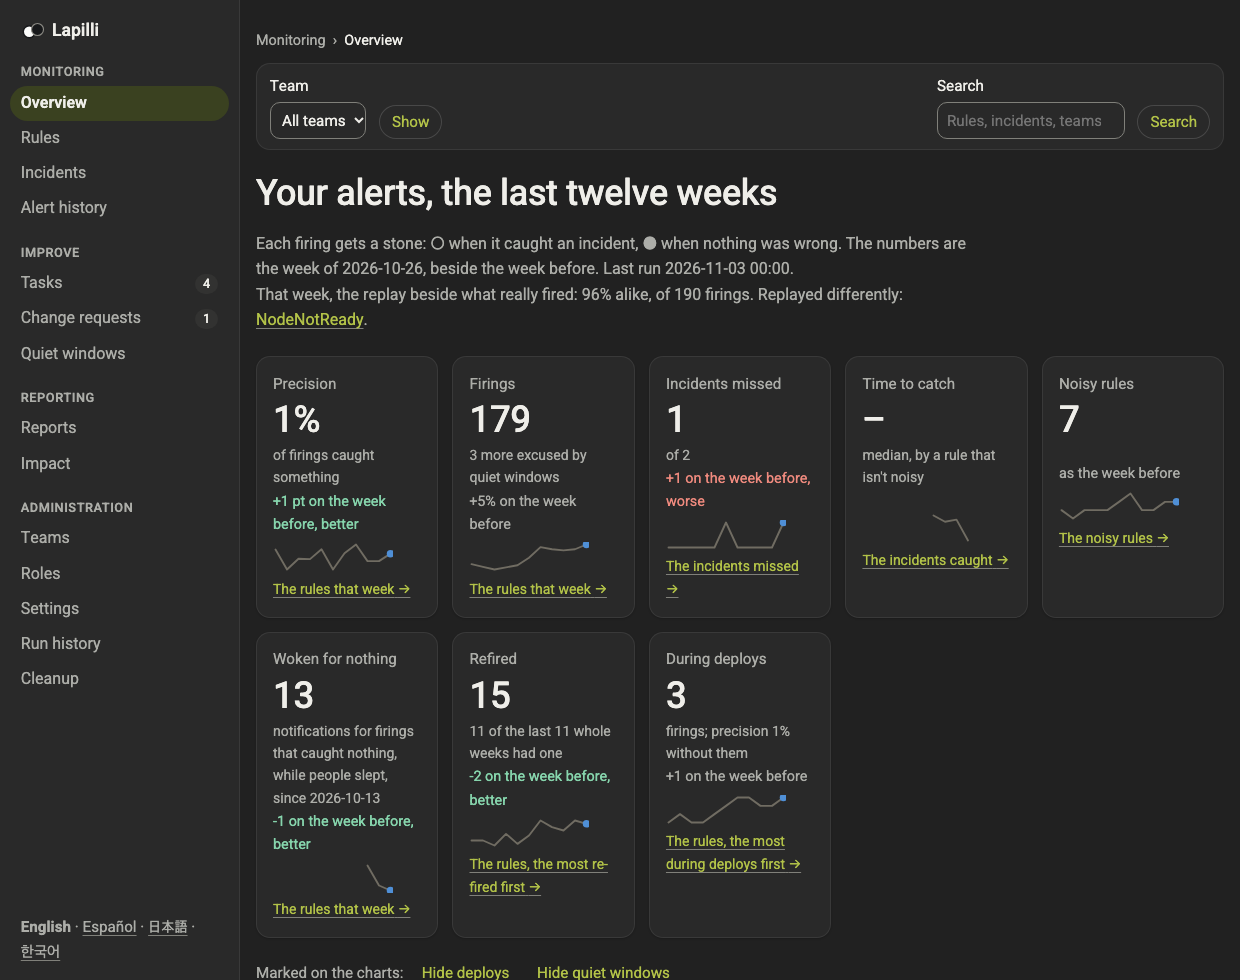 Lapilli
MONITORING
Overview
Rules
Incidents
Alert history
IMPROVE
Tasks 4
Change requests 1
Quiet windows
REPORTING
Reports
Impact
ADMINISTRATION
Teams
Roles
Settings
Run history
Cleanup
English · Español · 日本語 ·
한국어
Monitoring › Overview
Team
All teams
Show
Search
Rules, incidents, teams
Search
Your alerts, the last twelve weeks
Each firing gets a stone: when it caught an incident, when nothing was wrong. The numbers are
the week of 2026-10-26, beside the week before. Last run 2026-11-03 00:00.
That week, the replay beside what really fired: 96% alike, of 190 firings. Replayed differently:
NodeNotReady.
Precision
1%
of firings caught
something
+1 pt on the week
before, better
The rules that week →
Firings
179
3 more excused by
quiet windows
+5% on the week
before
The rules that week →
Incidents missed
1
of 2
+1 on the week before,
worse
The incidents missed
→
Time to catch
–
median, by a rule that
isn't noisy
The incidents caught →
Noisy rules
7
as the week before
The noisy rules →
Woken for nothing
13
notifications for firings
that caught nothing,
while people slept,
since 2026-10-13
-1 on the week before,
better
The rules that week →
Refired
15
11 of the last 11 whole
weeks had one
-2 on the week before,
better
The rules, the most re-
fired first →
During deploys
3
firings; precision 1%
without them
+1 on the week before
The rules, the most
during deploys first →
Marked on the charts: Hide deploys Hide quiet windows